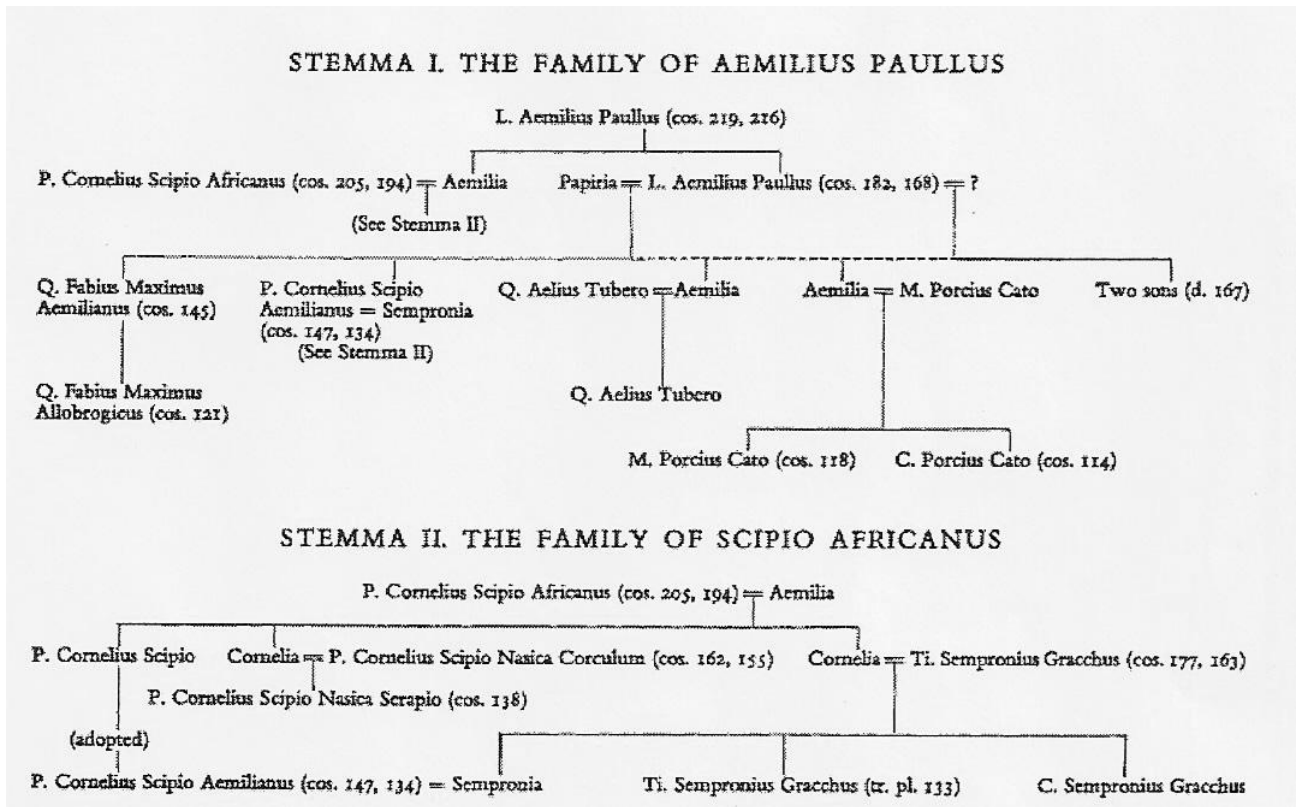 STEMMA I. THE FAMILY OF AEMILIUS PAULLUS
L. Aemilius Paullus (cos. 219, 216)
P. Cornelius Scipio Africanus (cos. 205, 194) = Aemilia Papiria = L. Aemilius Paullus (cos. 182, 168) = ?
(See Stemma II)
Q. Fabius Maximus P. Cornelius Scipio Q. Aelius Tubero = Aemilia Aemilia = M. Porcius Cato Two sons (d. 167)
Aemilianus (cos. 145) Aemilianus = Sempronia
(cos. 147, 134)
(See Stemma II)
Q. Fabius Maximus Q. Aelius Tubero
Allobrogicus (cos. 121)
M. Porcius Cato (cos. 118) C. Porcius Cato (cos. 114)
STEMMA II. THE FAMILY OF SCIPIO AFRICANUS
P. Cornelius Scipio Africanus (cos. 205, 194) = Aemilia
P. Cornelius Scipio Cornelia = P. Cornelius Scipio Nasica Corculum (cos. 162, 155) Cornelia = Ti. Sempronius Gracchus (cos. 177, 163)
P. Cornelius Scipio Nasica Serapio (cos. 138)
(adopted)
P. Cornelius Scipio Aemilianus (cos. 147, 134) = Sempronia Ti. Sempronius Gracchus (tr. pl. 133) C. Sempronius Gracchus